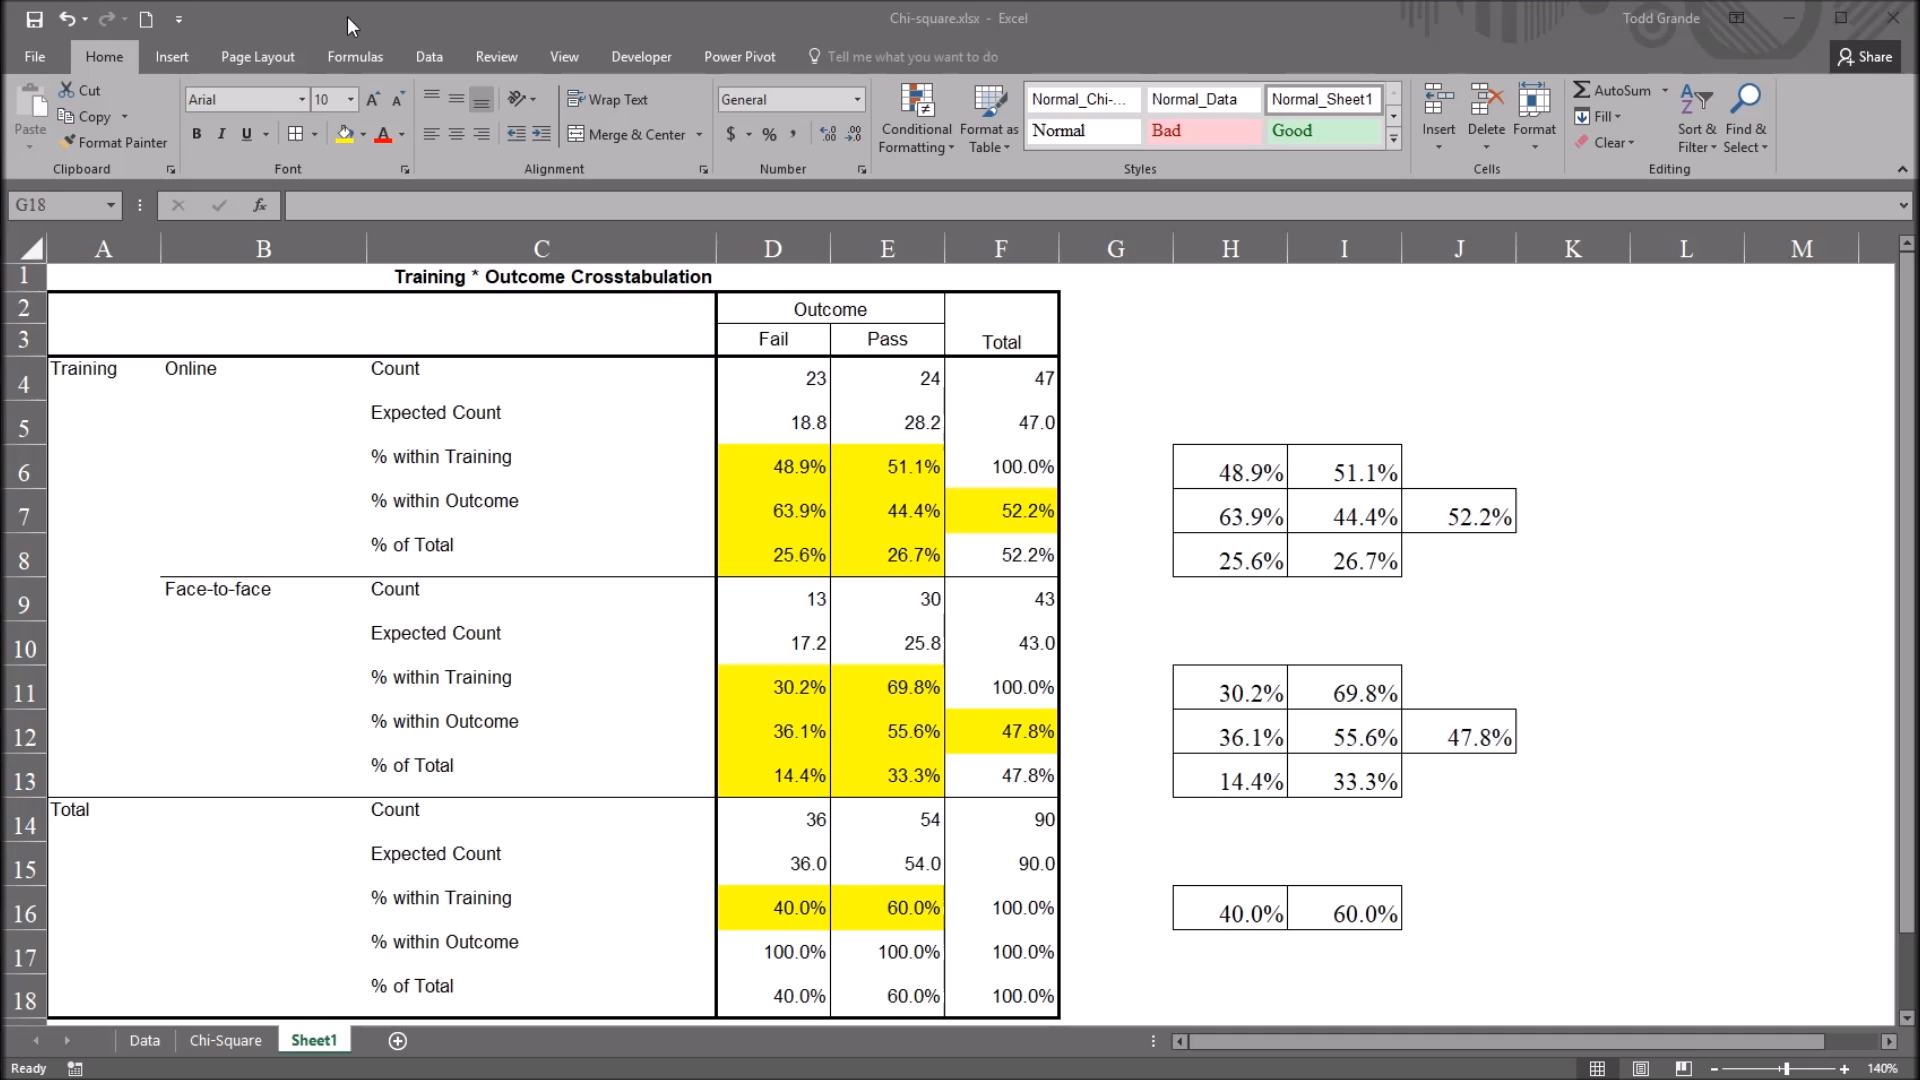 Chi-square.xlsx - Excel
Todd Grande
File Home Insert Page Layout Formulas Data Review View Developer Power Pivot Tell me what you want to do Share
Paste
Cut
Copy
Format Painter
Clipboard
Arial 10
B I U
Font
Wrap Text
Merge & Center
Alignment
General
$ % ,
Number
Conditional Formatting
Format as Table
Normal_Chi-... Normal_Data Normal_Sheet1
Normal Bad Good
Styles
Insert Delete Format
Cells
AutoSum
Fill
Clear
Sort & Filter
Find & Select
Editing
G18 fx
A B C D E F G H I J K L M
1 Training * Outcome Crosstabulation
2 Outcome
3 Fail Pass Total
4 Training Online Count 23 24 47
5 Expected Count 18.8 28.2 47.0
6 % within Training 48.9% 51.1% 100.0% 48.9% 51.1%
7 % within Outcome 63.9% 44.4% 52.2% 63.9% 44.4% 52.2%
8 % of Total 25.6% 26.7% 52.2% 25.6% 26.7%
9 Face-to-face Count 13 30 43
10 Expected Count 17.2 25.8 43.0
11 % within Training 30.2% 69.8% 100.0% 30.2% 69.8%
12 % within Outcome 36.1% 55.6% 47.8% 36.1% 55.6% 47.8%
13 % of Total 14.4% 33.3% 47.8% 14.4% 33.3%
14 Total Count 36 54 90
15 Expected Count 36.0 54.0 90.0
16 % within Training 40.0% 60.0% 100.0% 40.0% 60.0%
17 % within Outcome 100.0% 100.0% 100.0%
18 % of Total 40.0% 60.0% 100.0%
Data Chi-Square Sheet1
Ready
140%